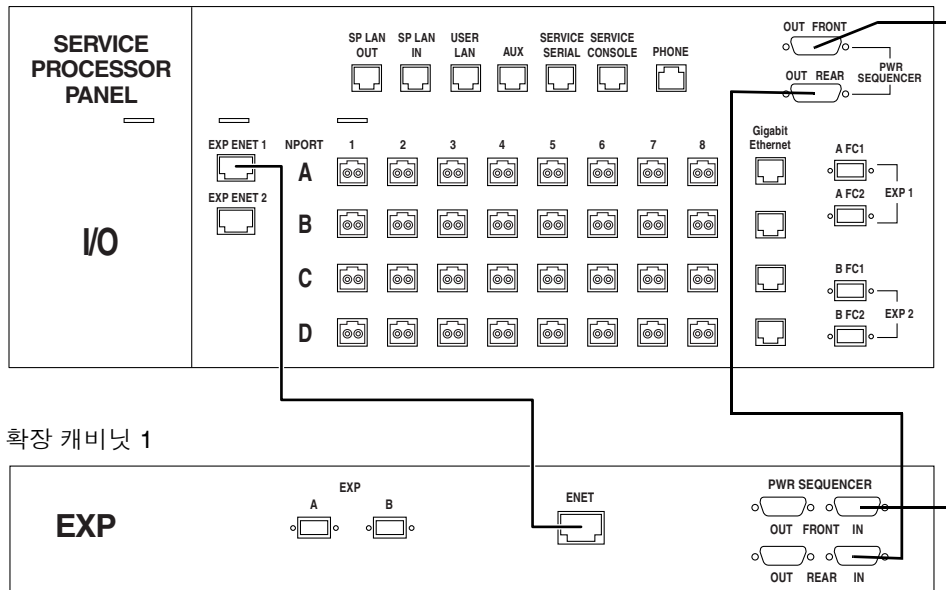 SERVICE
PROCESSOR
PANEL
I/O
SP LAN
OUT
SP LAN
IN
USER
LAN
AUX
SERVICE
SERIAL
SERVICE
CONSOLE
PHONE
OUT FRONT
OUT REAR
PWR
SEQUENCER
EXP ENET 1
EXP ENET 2
NPORT 1 2 3 4 5 6 7 8
A
B
C
D
Gigabit
Ethernet
A FC1
A FC2
EXP 1
B FC1
B FC2
EXP 2
확장 캐비닛 1
EXP
EXP
A B
ENET
PWR SEQUENCER
OUT FRONT IN
OUT REAR IN